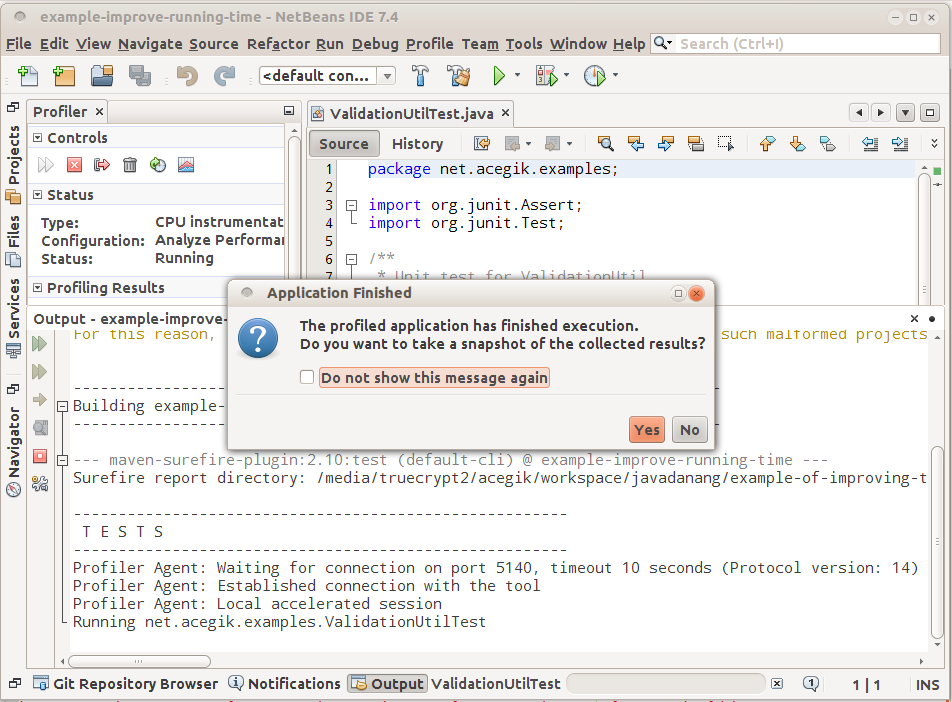 example-improve-running-time - NetBeans IDE 7.4
File Edit View Navigate Source Refactor Run Debug Profile Team Tools Window Help Search (Ctrl+I)
<default con...
Profiler
ValidationUtilTest.java
Controls
Source History
Status
Type: CPU instrumentat
Configuration: Analyze Performan
Status: Running
Profiling Results
Projects
Files
Services
Navigator
1 package net.acegik.examples;
2
3 import org.junit.Assert;
4 import org.junit.Test;
5
6 /**
7 * Unit test for ValidationUtil
Output - example-improve-
Application Finished
The profiled application has finished execution.
Do you want to take a snapshot of the collected results?
Do not show this message again
Yes No
For this reason, such malformed projects
------------------
Building example-
------------------
--- maven-surefire-plugin:2.10:test (default-cli) @ example-improve-running-time ---
Surefire report directory: /media/truecrypt2/acegik/workspace/javadanang/example-of-improving-t
-------------------------------------------------------
T E S T S
-------------------------------------------------------
Profiler Agent: Waiting for connection on port 5140, timeout 10 seconds (Protocol version: 14)
Profiler Agent: Established connection with the tool
Profiler Agent: Local accelerated session
Running net.acegik.examples.ValidationUtilTest
Git Repository Browser Notifications Output ValidationUtilTest 1 1 | 1 INS